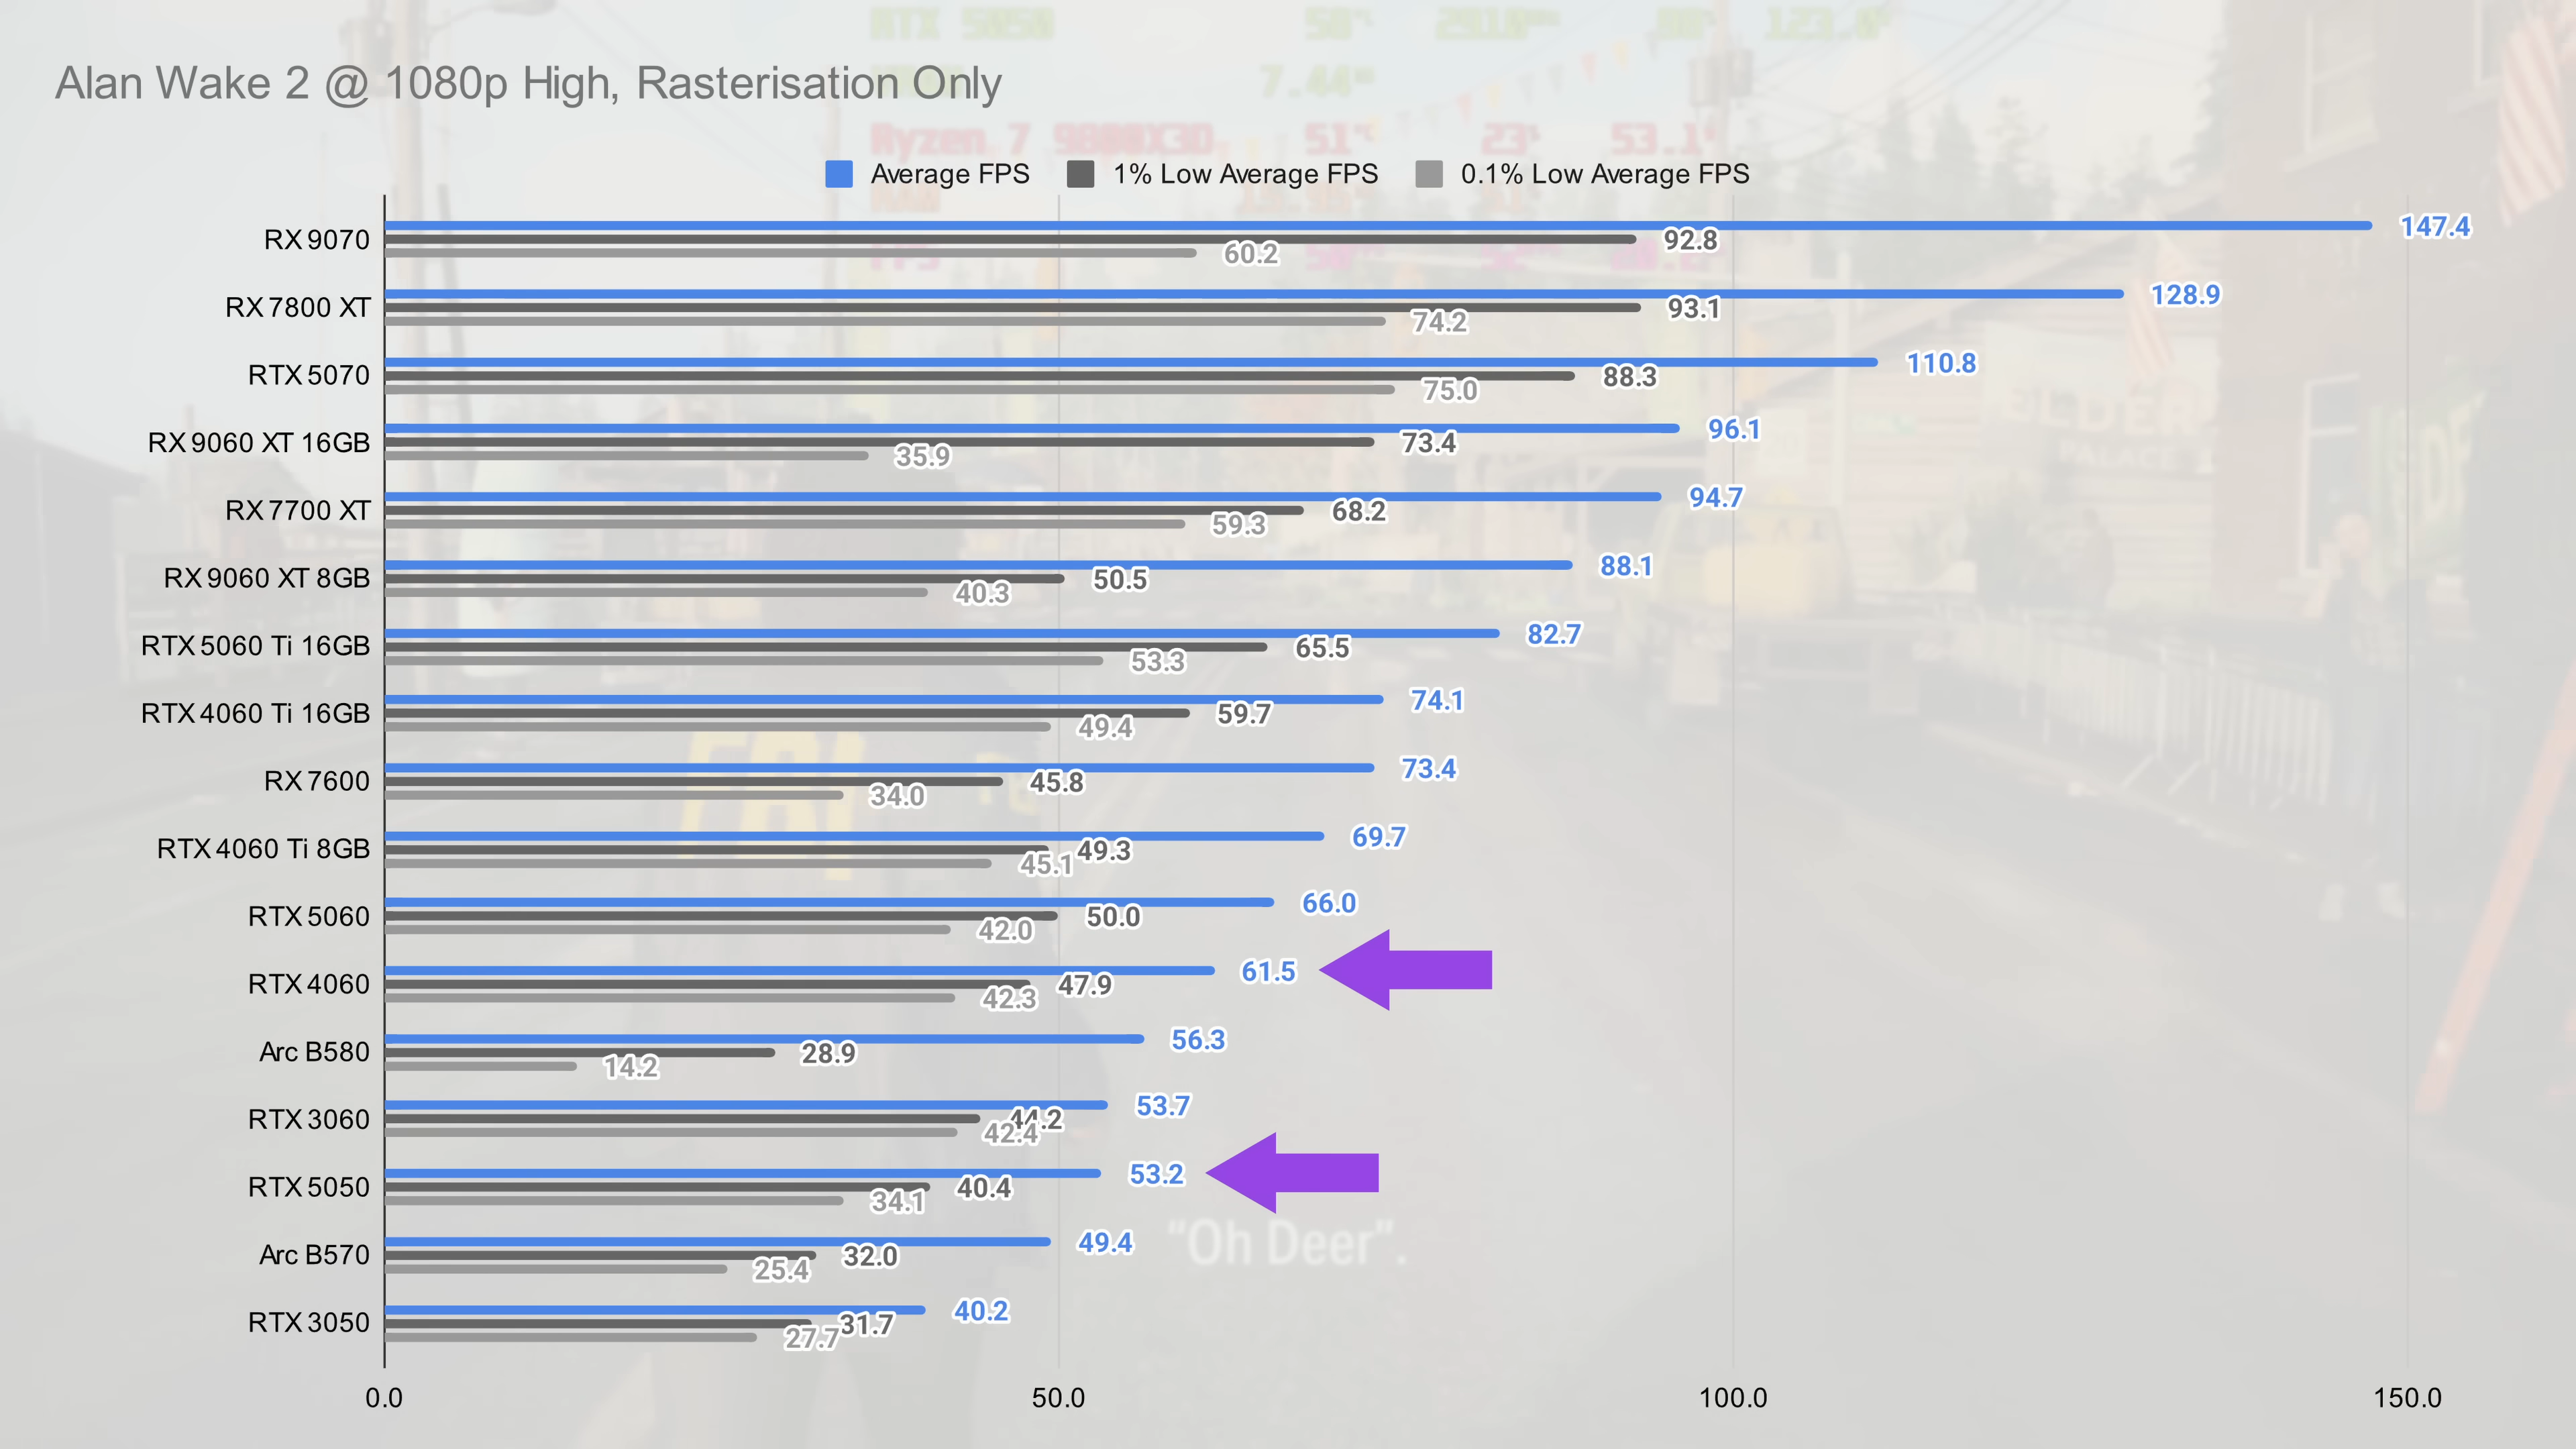 RTX 5050
Alan Wake 2 @ 1080p High, Rasterisation Only
7.44
Ryzen 7 9800X3D
Average FPS 1% Low Average FPS 0.1% Low Average FPS
RX 9070 147.4 92.8 60.2
RX 7800 XT 128.9 93.1 74.2
RTX 5070 110.8 88.3 75.0
RX 9060 XT 16GB 96.1 73.4 35.9
RX 7700 XT 94.7 68.2 59.3
RX 9060 XT 8GB 88.1 50.5 40.3
RTX 5060 Ti 16GB 82.7 65.5 53.3
RTX 4060 Ti 16GB 74.1 59.7 49.4
RX 7600 73.4 45.8 34.0
RTX 4060 Ti 8GB 69.7 49.3 45.1
RTX 5060 66.0 50.0 42.0
RTX 4060 61.5 47.9 42.3
Arc B580 56.3 28.9 14.2
RTX 3060 53.7 44.2 42.4
RTX 5050 53.2 40.4 34.1
"Oh Deer".
Arc B570 49.4 32.0 25.4
RTX 3050 40.2 31.7 27.7
0.0 50.0 100.0 150.0